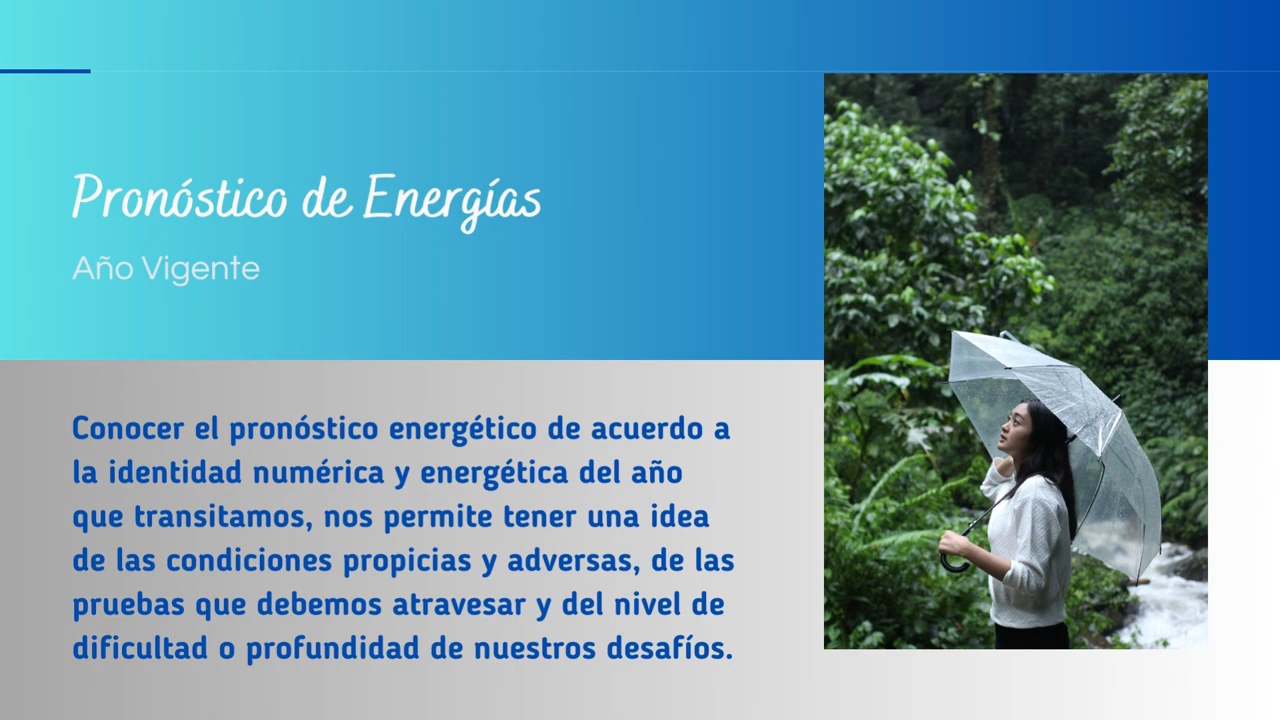 Pronóstico de Energías
Año Vigente
Conocer el pronóstico energético de acuerdo a
la identidad numérica y energética del año
que transitamos, nos permite tener una idea
de las condiciones propicias y adversas, de las
pruebas que debemos atravesar y del nivel de
dificultad o profundidad de nuestros desafíos.